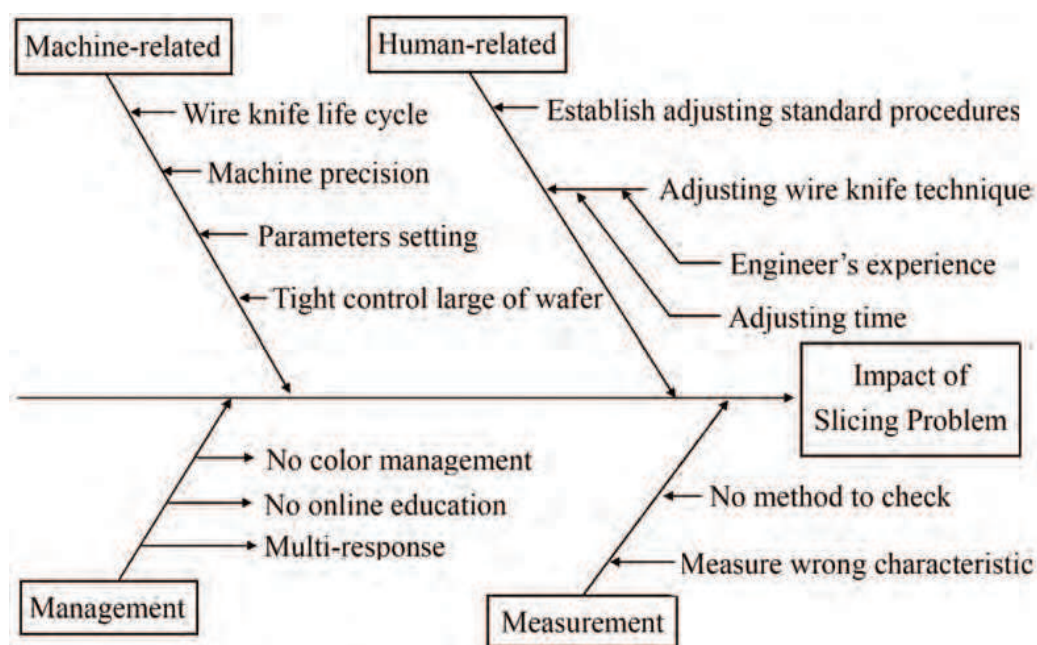 Machine-related
Human-related
Wire knife life cycle
Establish adjusting standard procedures
Machine precision
Adjusting wire knife technique
Parameters setting
Engineer’s experience
Tight control large of wafer
Adjusting time
Impact of
Slicing Problem
No color management
No method to check
No online education
Multi-response
Measure wrong characteristic
Management
Measurement